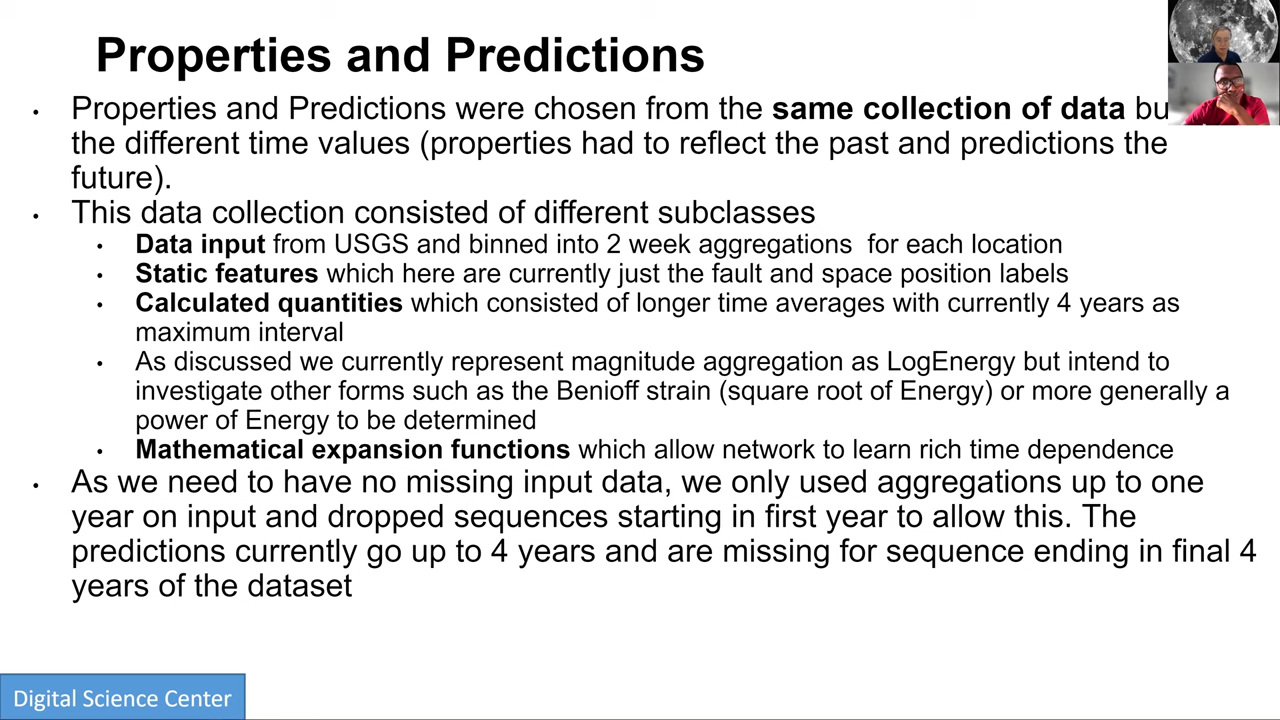 Properties and Predictions
• Properties and Predictions were chosen from the same collection of data
the different time values (properties had to reflect the past and predictions the
future).
• This data collection consisted of different subclasses
• Data input from USGS and binned into 2 week aggregations for each location
• Static features which here are currently just the fault and space position labels
• Calculated quantities which consisted of longer time averages with currently 4 years as
maximum interval
• As discussed we currently represent magnitude aggregation as LogEnergy but intend to
investigate other forms such as the Benioff strain (square root of Energy) or more generally a
power of Energy to be determined
• Mathematical expansion functions which allow network to learn rich time dependence
• As we need to have no missing input data, we only used aggregations up to one
year on input and dropped sequences starting in first year to allow this. The
predictions currently go up to 4 years and are missing for sequence ending in final 4
years of the dataset
Digital Science Center